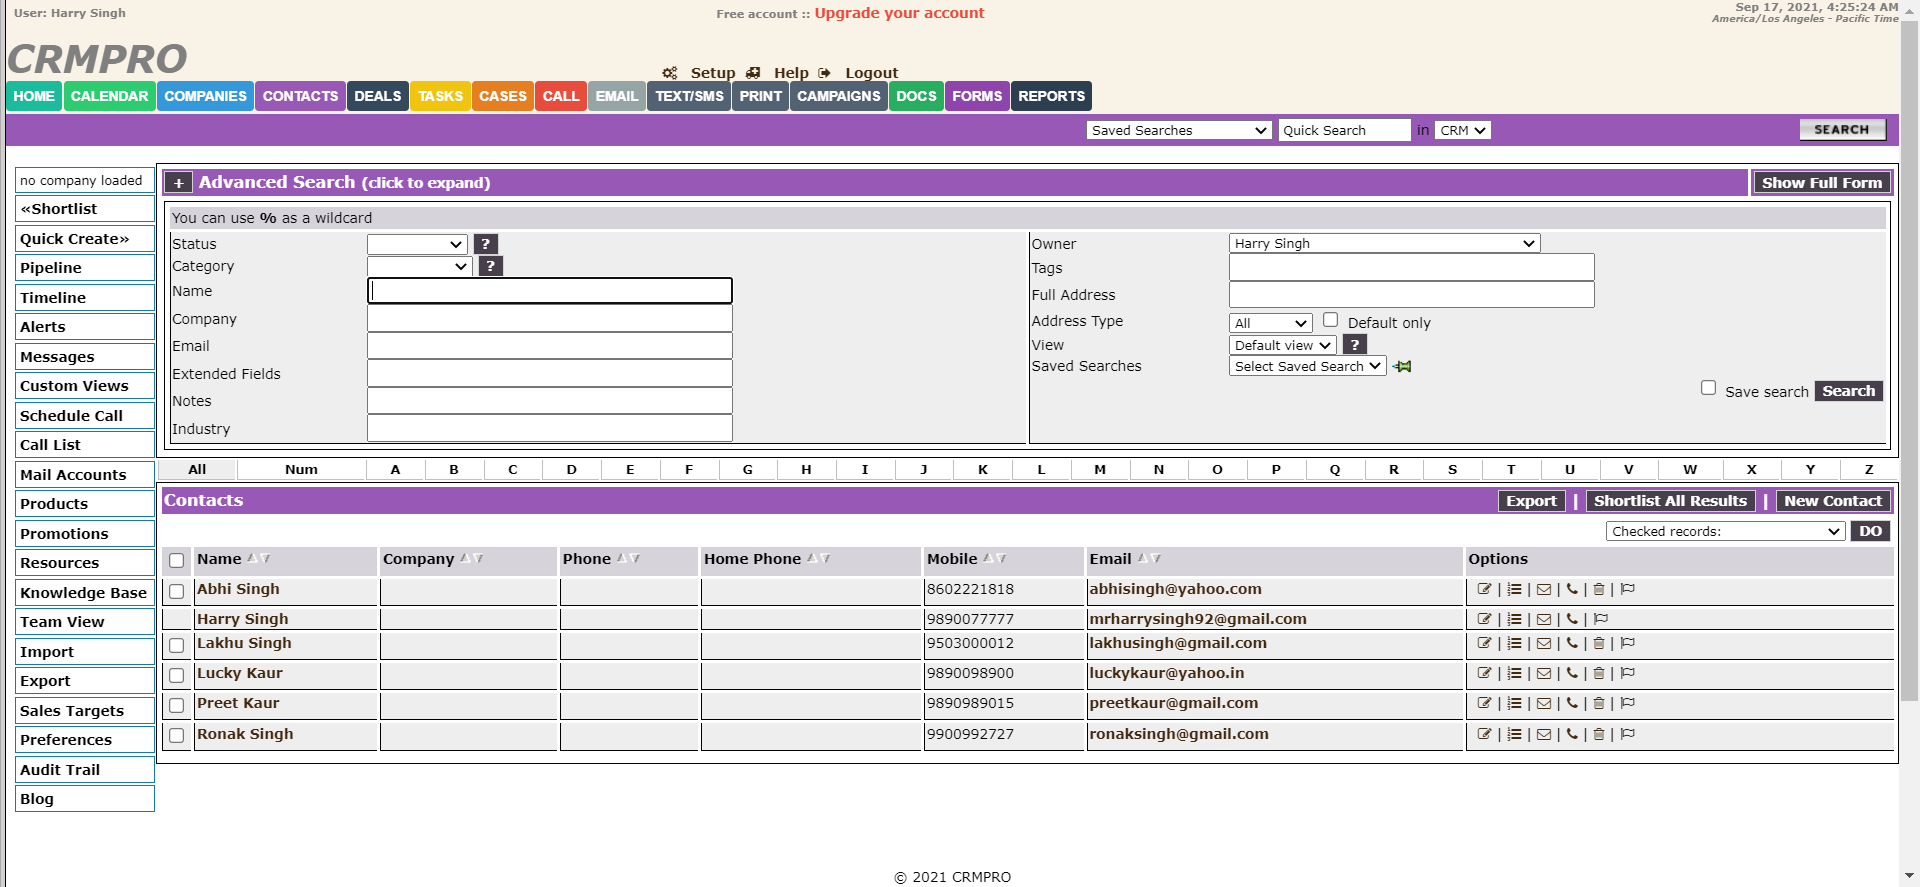 User: Harry Singh
Free account :: Upgrade your account
Sep 17, 2021, 4:25:24 AM
America/Los Angeles - Pacific Time
CRMPRO
Setup Help Logout
HOME CALENDAR COMPANIES CONTACTS DEALS TASKS CASES CALL EMAIL TEXT/SMS PRINT CAMPAIGNS DOCS FORMS REPORTS
Saved Searches Quick Search in CRM SEARCH
no company loaded
«Shortlist
Quick Create»
Pipeline
Timeline
Alerts
Messages
Custom Views
Schedule Call
Call List
Mail Accounts
Products
Promotions
Resources
Knowledge Base
Team View
Import
Export
Sales Targets
Preferences
Audit Trail
Blog
+ Advanced Search (click to expand) Show Full Form
You can use % as a wildcard
Status ?
Category ?
Name
Company
Email
Extended Fields
Notes
Industry
Owner Harry Singh
Tags
Full Address
Address Type All Default only
View Default view ?
Saved Searches Select Saved Search
Save search Search
All Num A B C D E F G H I J K L M N O P Q R S T U V W X Y Z
Contacts Export | Shortlist All Results | New Contact
Checked records: DO
Name Company Phone Home Phone Mobile Email Options
Abhi Singh 8602221818 abhisingh@yahoo.com | | | | |
Harry Singh 9890077777 mrharrysingh92@gmail.com | | | |
Lakhu Singh 9503000012 lakhusingh@gmail.com | | | | |
Lucky Kaur 9890098900 luckykaur@yahoo.in | | | | |
Preet Kaur 9890989015 preetkaur@gmail.com | | | | |
Ronak Singh 9900992727 ronaksingh@gmail.com | | | | |
© 2021 CRMPRO